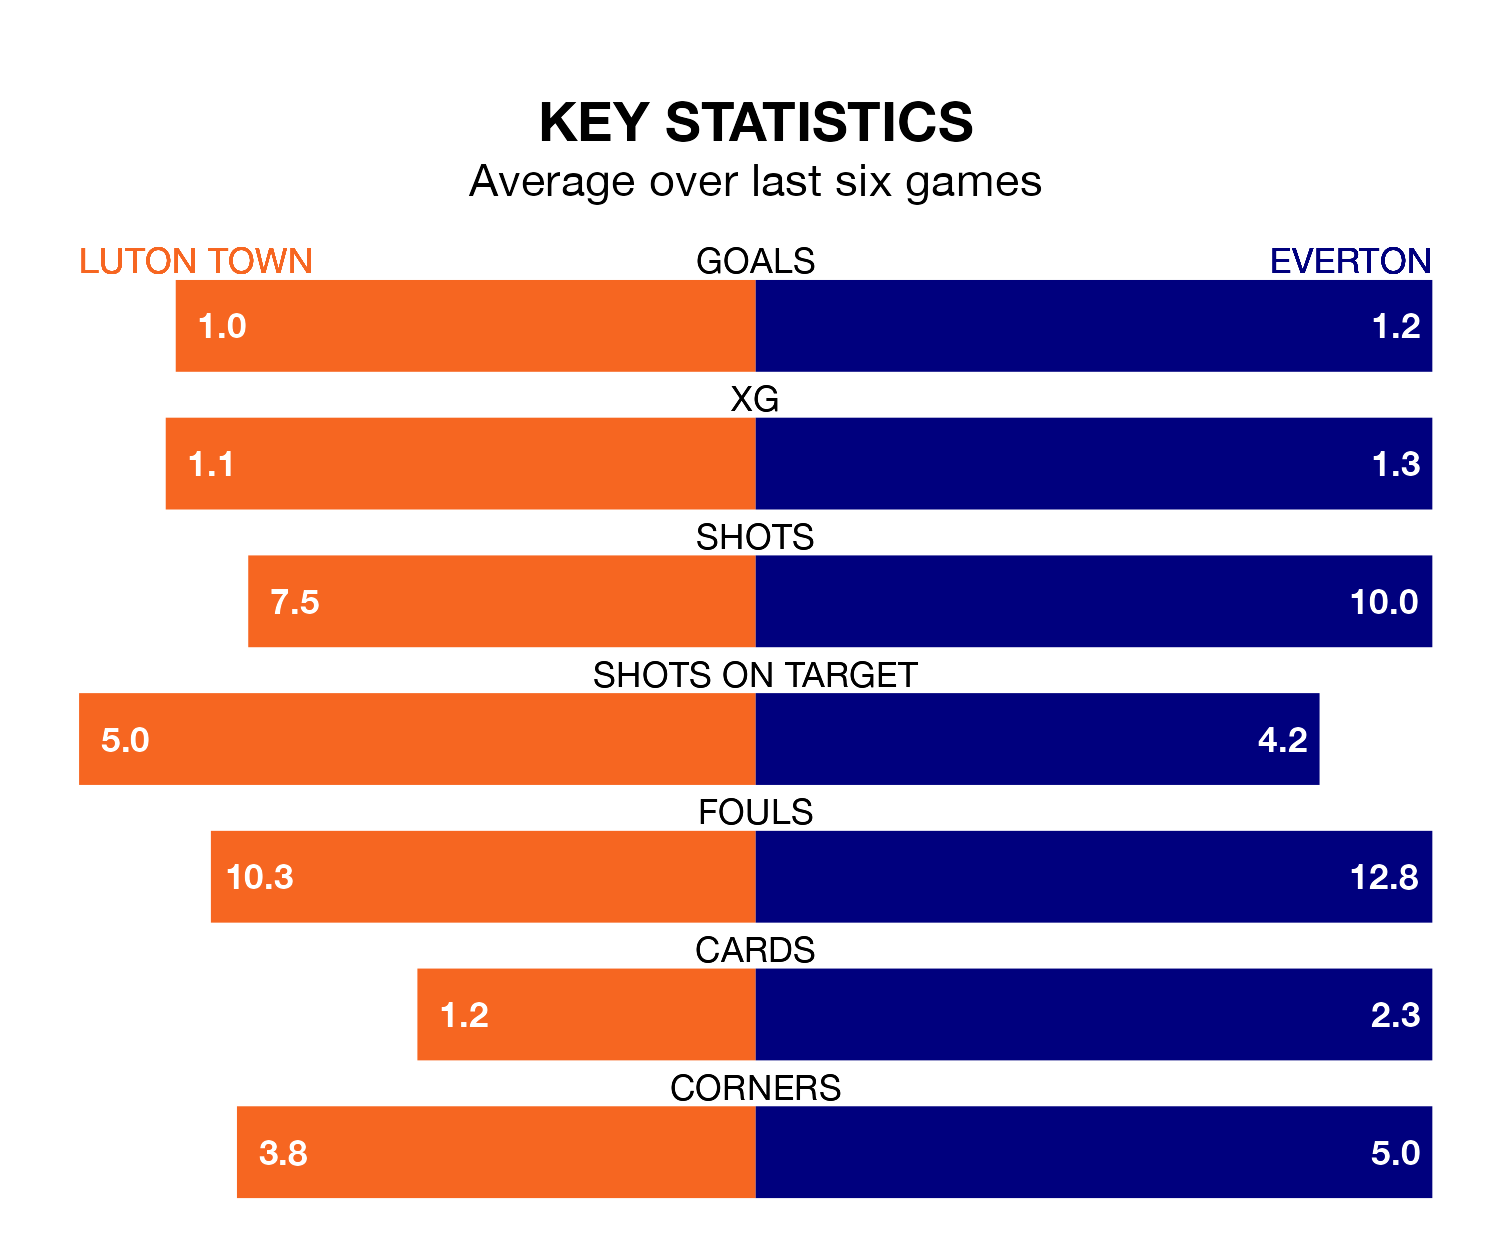 KEY STATISTICS
Average over last six games
LUTON TOWN GOALS EVERTON
1.0 1.2
XG
1.1 1.3
SHOTS
7.5 10.0
SHOTS ON TARGET
5.0 4.2
FOULS
10.3 12.8
CARDS
1.2 2.3
CORNERS
3.8 5.0